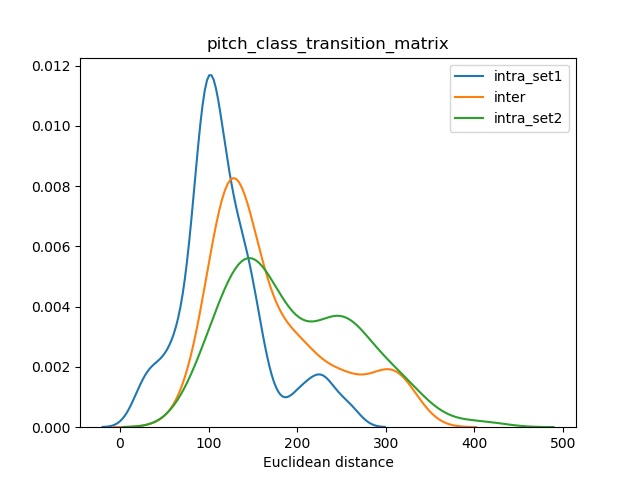 pitch_class_transition_matrix
0.012
0.010
0.008
0.006
0.004
0.002
0.000
intra_set1
inter
intra_set2
0 100 200 300 400 500
Euclidean distance